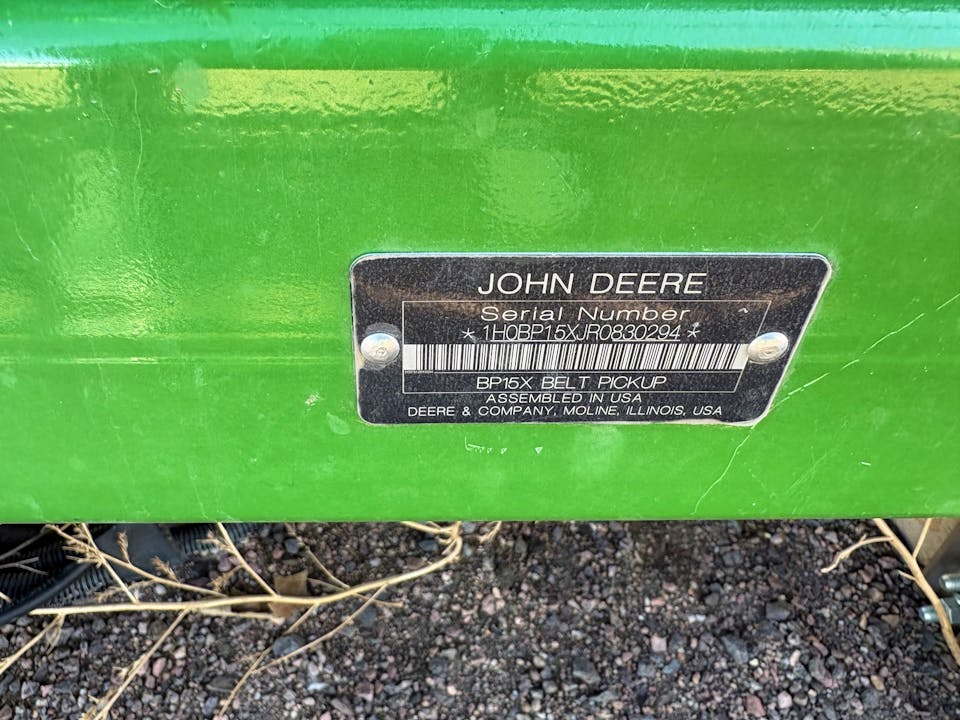 JOHN DEERE
Serial Number
*1H0BP15XJR0830294*
BP15X BELT PICKUP
ASSEMBLED IN USA
DEERE & COMPANY, MOLINE, ILLINOIS, USA